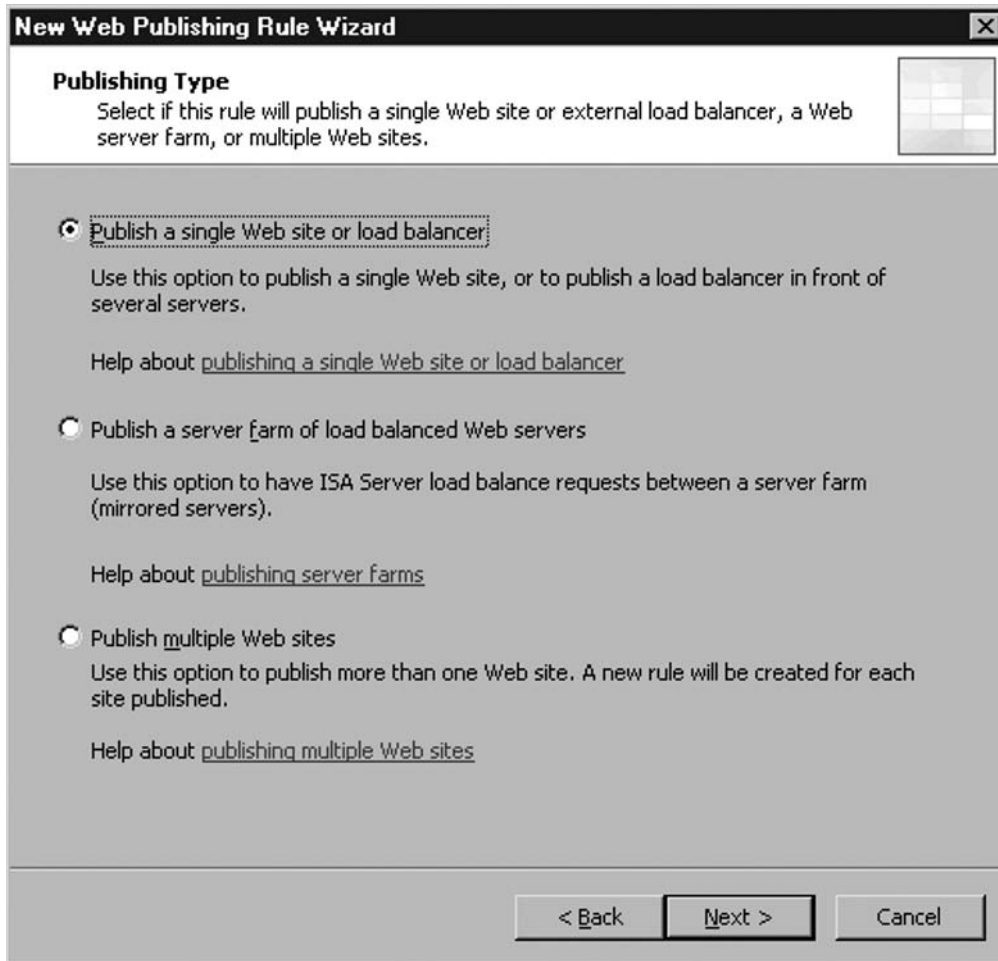 New Web Publishing Rule Wizard
Publishing Type
Select if this rule will publish a single Web site or external load balancer, a Web
server farm, or multiple Web sites.
Publish a single Web site or load balancer
Use this option to publish a single Web site, or to publish a load balancer in front of
several servers.
Help about publishing a single Web site or load balancer
Publish a server farm of load balanced Web servers
Use this option to have ISA Server load balance requests between a server farm
(mirrored servers).
Help about publishing server farms
Publish multiple Web sites
Use this option to publish more than one Web site. A new rule will be created for each
site published.
Help about publishing multiple Web sites
< Back Next > Cancel